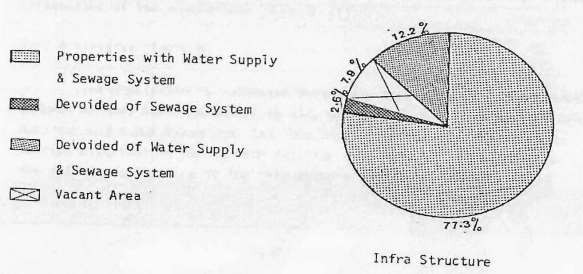 Properties with Water Supply
& Sewage System
Devoided of Sewage System
Devoided of Water Supply
& Sewage System
Vacant Area
12.2%
7.9%
2.6%
77.3%
Infra Structure